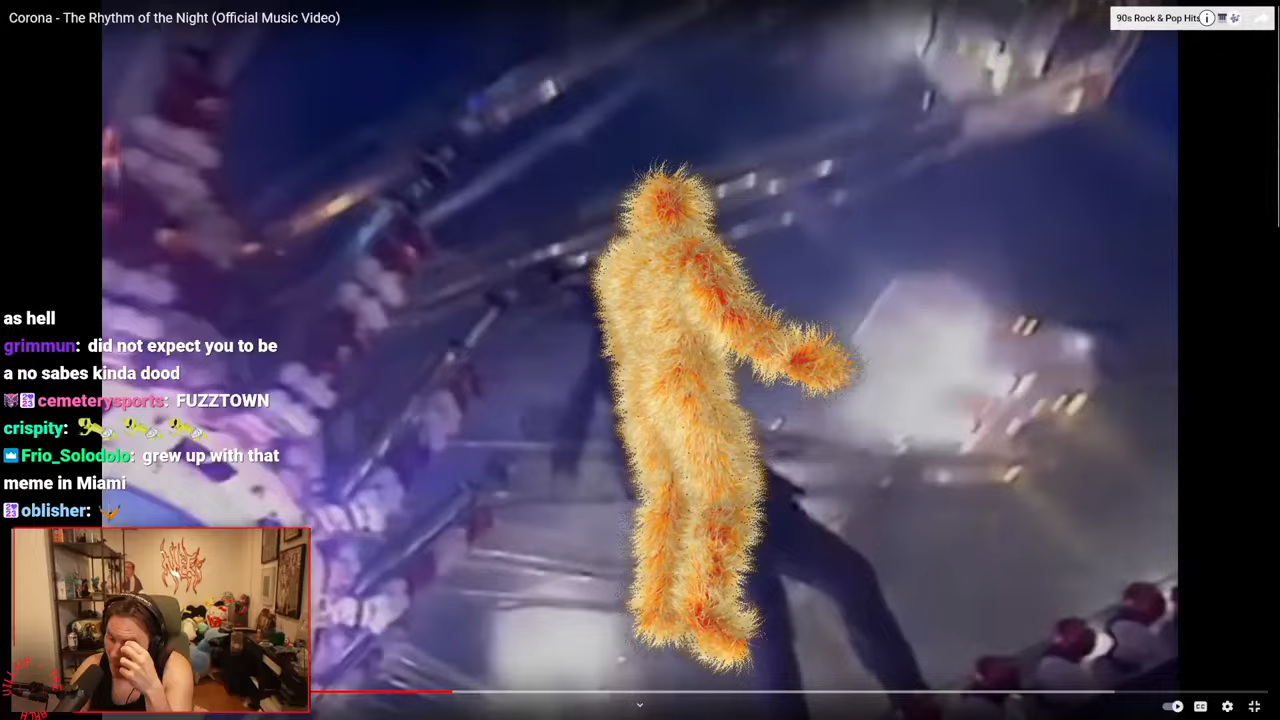 Corona - The Rhythm of the Night (Official Music Video)
90s Rock & Pop Hits
as hell
grimmun: did not expect you to be
a no sabes kinda dood
cemeterysports: FUZZTOWN
crispity:
Frio_Solodolo: grew up with that
meme in Miami
oblisher:
CC